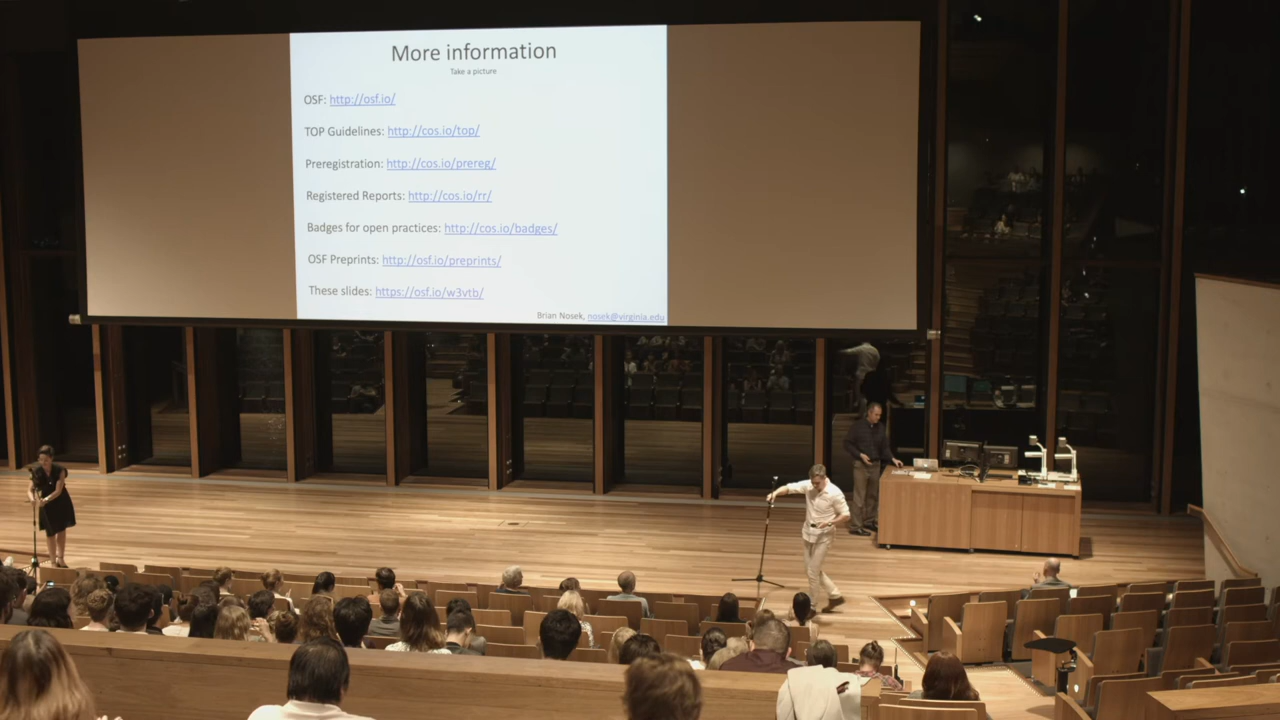 More information
Take a picture
OSF: http://osf.io/
TOP Guidelines: http://cos.io/top/
Preregistration: http://cos.io/prereg/
Registered Reports: http://cos.io/rr/
Badges for open practices: http://cos.io/badges/
OSF Preprints: http://osf.io/preprints/
These slides: https://osf.io/w3vtb/
Brian Nosek, nosek@virginia.edu